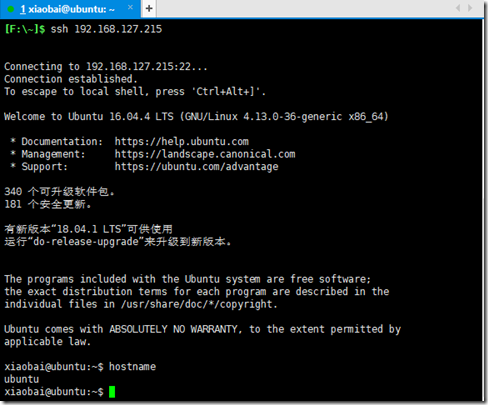 1 xiaobai@ubuntu: ~
[F:\~]$ ssh 192.168.127.215
Connecting to 192.168.127.215:22...
Connection established.
To escape to local shell, press 'Ctrl+Alt+]'.
Welcome to Ubuntu 16.04.4 LTS (GNU/Linux 4.13.0-36-generic x86_64)
* Documentation:  https://help.ubuntu.com
* Management:     https://landscape.canonical.com
* Support:        https://ubuntu.com/advantage
340 个可升级软件包。
181 个安全更新。
有新版本“18.04.1 LTS”可供使用
运行“do-release-upgrade”来升级到新版本。
The programs included with the Ubuntu system are free software;
the exact distribution terms for each program are described in the
individual files in /usr/share/doc/*/copyright.
Ubuntu comes with ABSOLUTELY NO WARRANTY, to the extent permitted by
applicable law.
xiaobai@ubuntu:~$ hostname
ubuntu
xiaobai@ubuntu:~$